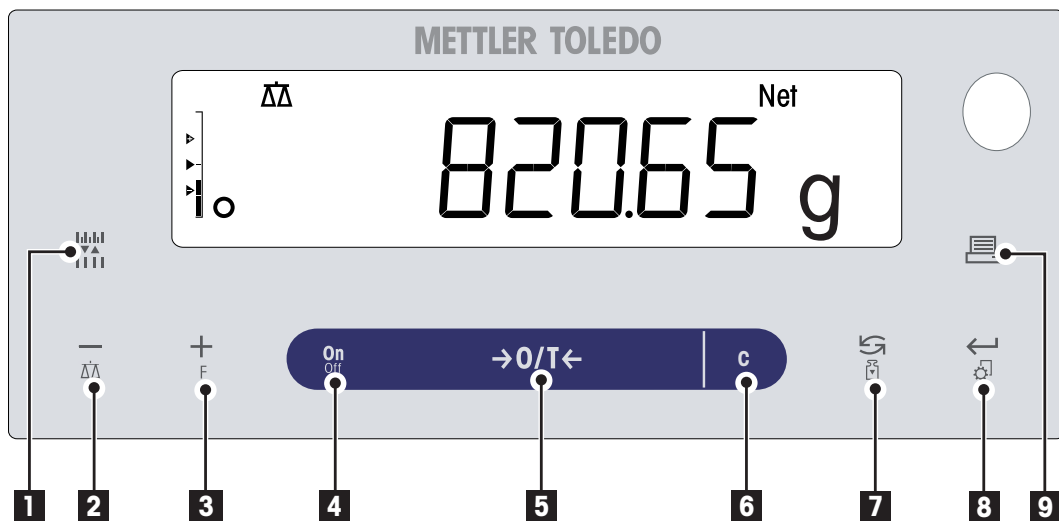 METTLER TOLEDO
Net
820.65 g
F
On
Off
→0/T←
C
1 2 3 4 5 6 7 8 9